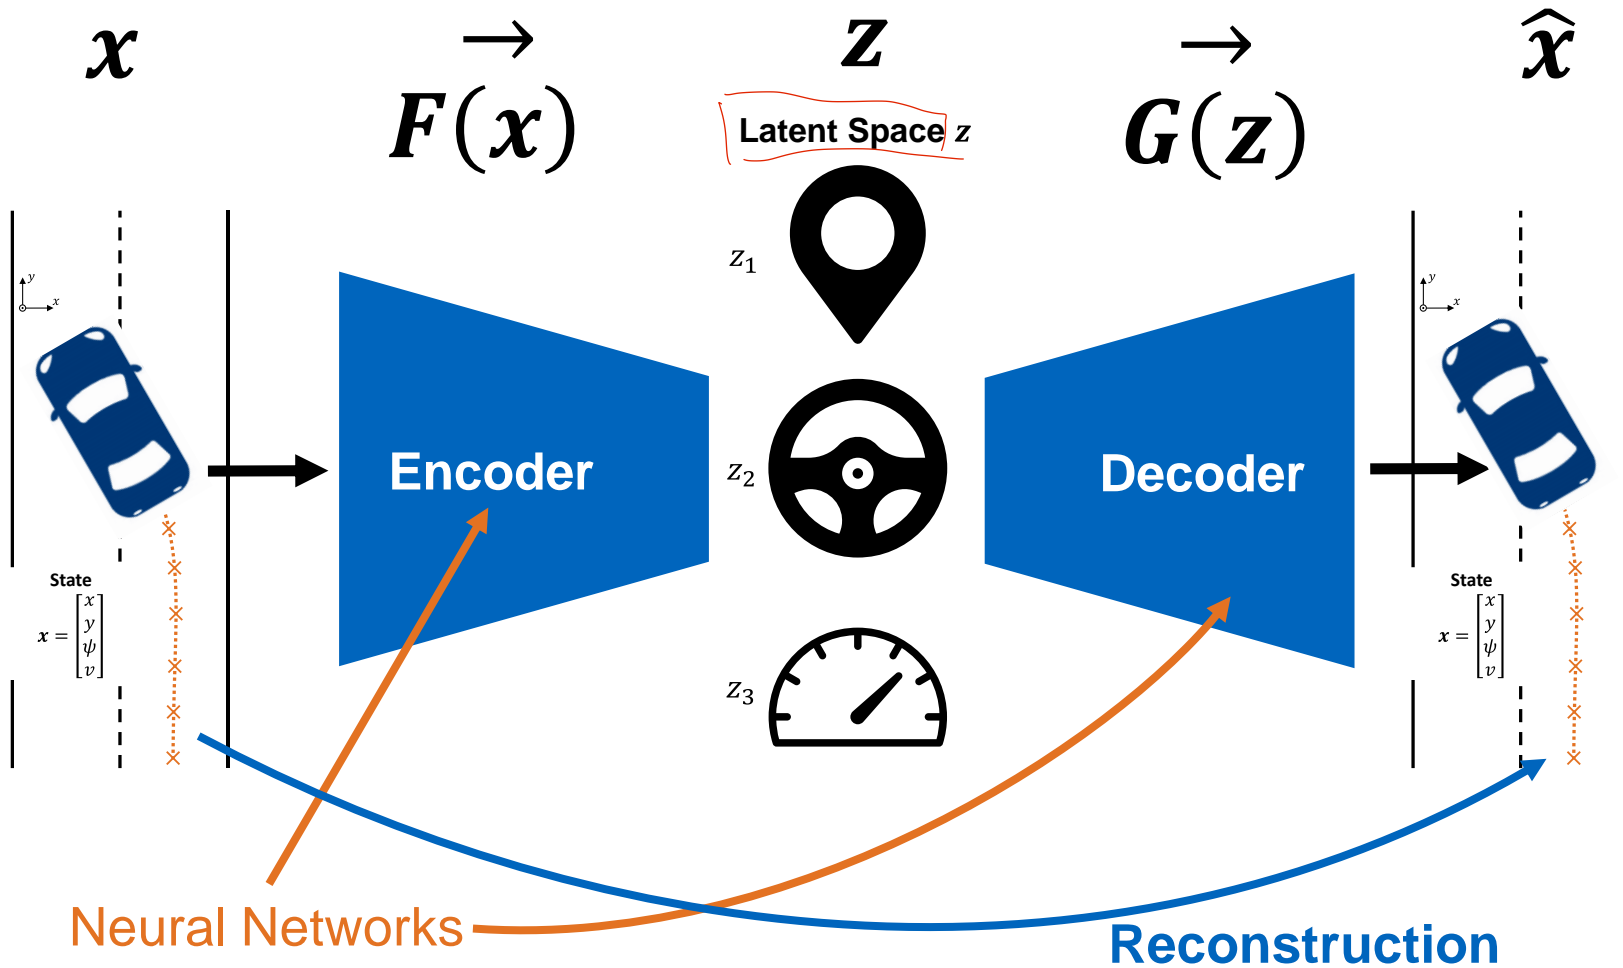 x → z → x̂
F(x) G(z)
Latent Space z
z₁
y
x
y
x
Encoder
z₂
Decoder
State
x = [x y ψ v]
State
x = [x y ψ v]
z₃
Neural Networks
Reconstruction